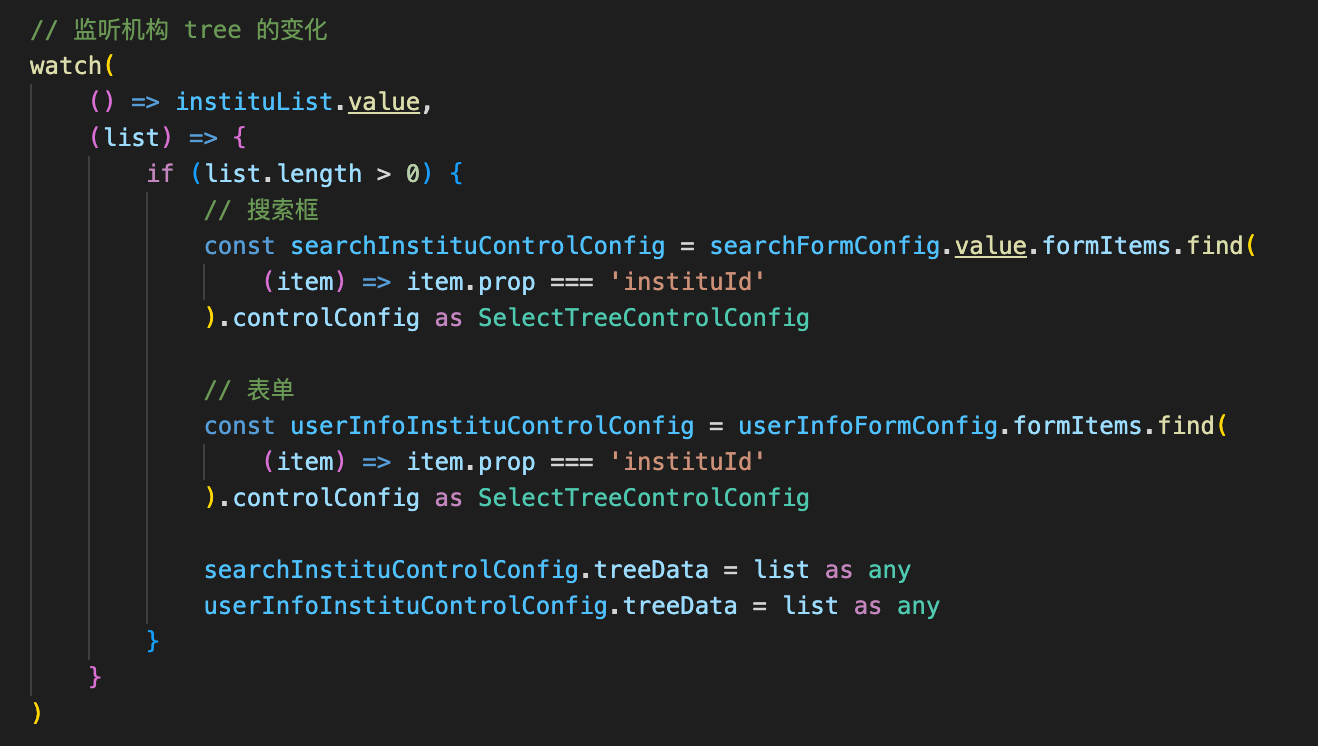 // 监听机构 tree 的变化
watch(
() => instituList.value,
(list) => {
if (list.length > 0) {
// 搜索框
const searchInstituControlConfig = searchFormConfig.value.formItems.find(
(item) => item.prop === 'instituId'
).controlConfig as SelectTreeControlConfig
// 表单
const userInfoInstituControlConfig = userInfoFormConfig.formItems.find(
(item) => item.prop === 'instituId'
).controlConfig as SelectTreeControlConfig
searchInstituControlConfig.treeData = list as any
userInfoInstituControlConfig.treeData = list as any
}
}
)